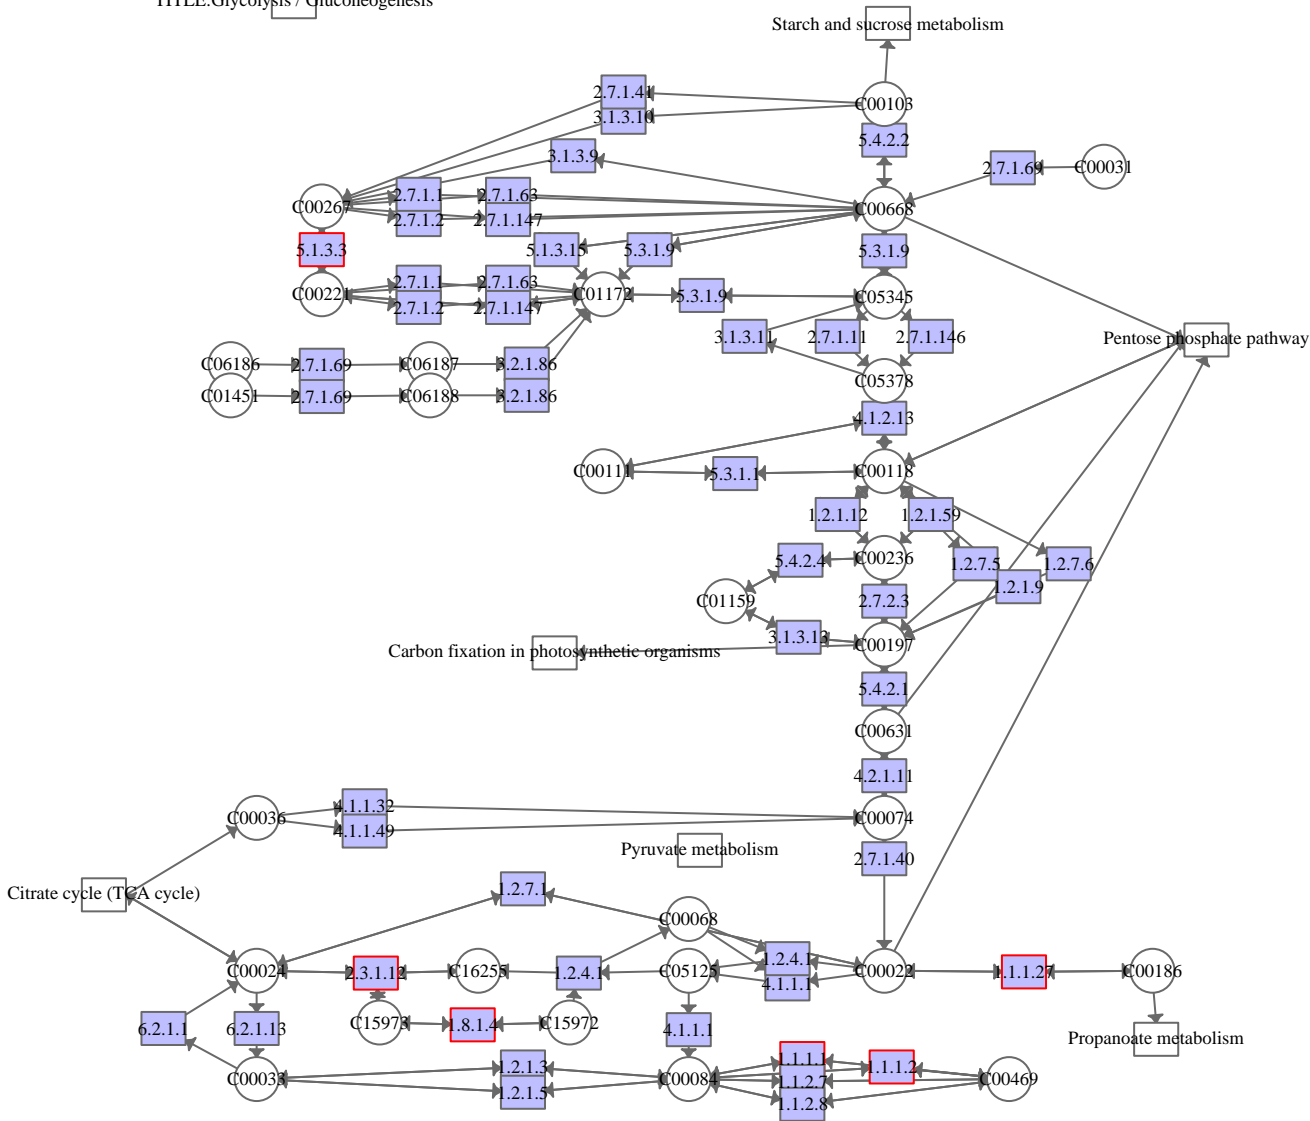 TITLE:Glycolysis / Gluconeogenesis
Starch and sucrose metabolism
2.7.1.41
C00103
3.1.3.10
5.4.2.2
3.1.3.9
2.7.1.69
C00031
2.7.1.1
2.7.1.63
C00267
C00668
2.7.1.2
2.7.1.147
5.1.3.3
5.1.3.15
5.3.1.9
5.3.1.9
2.7.1.1
2.7.1.63
C00221
C01172
5.3.1.9
C05345
2.7.1.2
2.7.1.147
3.1.3.11
2.7.1.11
2.7.1.146
Pentose phosphate pathway
C06186
2.7.1.69
C06187
3.2.1.86
C05378
C01451
2.7.1.69
C06188
3.2.1.86
4.1.2.13
C00111
5.3.1.1
C00118
1.2.1.12
1.2.1.59
5.4.2.4
C00236
1.2.7.5
1.2.7.6
1.2.1.9
C01159
2.7.2.3
3.1.3.13
C00197
Carbon fixation in photosynthetic organisms
5.4.2.1
C00631
4.2.1.11
4.1.1.32
C00036
C00074
4.1.1.49
Pyruvate metabolism
2.7.1.40
Citrate cycle (TCA cycle)
1.2.7.1
C00068
1.2.4.1
C00024
2.3.1.12
C16255
1.2.4.1
C05125
C00022
1.1.1.27
C00186
4.1.1.1
6.2.1.1
6.2.1.13
C15973
1.8.1.4
C15972
4.1.1.1
Propanoate metabolism
1.1.1.1
1.2.1.3
1.1.1.2
C00033
C00084
1.1.2.7
C00469
1.2.1.5
1.1.2.8